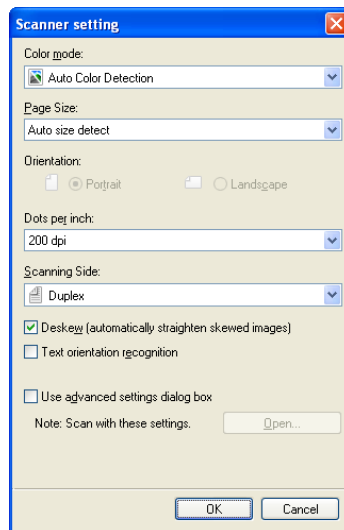 Scanner setting
Color mode:
Auto Color Detection
Page Size:
Auto size detect
Orientation:
Portrait Landscape
Dots per inch:
200 dpi
Scanning Side:
Duplex
Deskew (automatically straighten skewed images)
Text orientation recognition
Use advanced settings dialog box
Note: Scan with these settings. Open...
OK Cancel